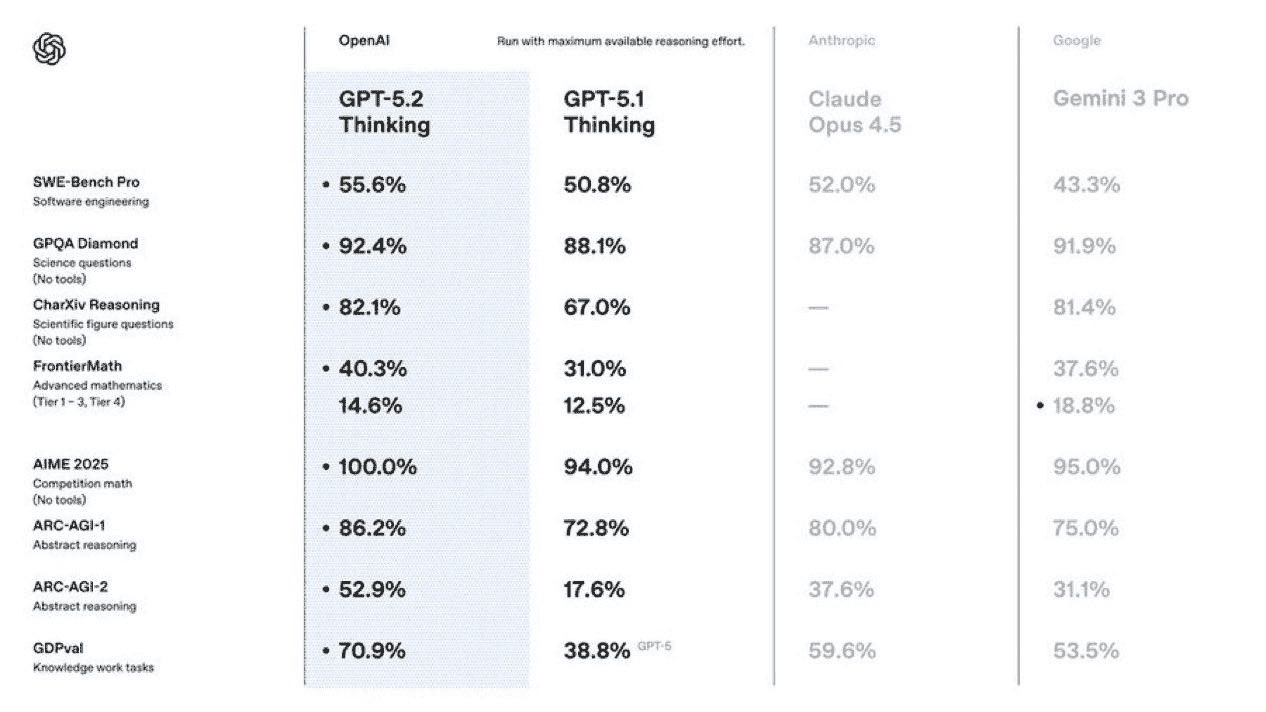 OpenAI Run with maximum available reasoning effort. Anthropic Google
GPT-5.2 Thinking
GPT-5.1 Thinking
Claude Opus 4.5
Gemini 3 Pro
SWE-Bench Pro • 55.6% 50.8% 52.0% 43.3%
Software engineering
GPQA Diamond • 92.4% 88.1% 87.0% 91.9%
Science questions
(No tools)
CharXiv Reasoning • 82.1% 67.0% — 81.4%
Scientific figure questions
(No tools)
FrontierMath • 40.3% 31.0% — 37.6%
Advanced mathematics
(Tier 1 – 3, Tier 4) 14.6% 12.5% — • 18.8%
AIME 2025 • 100.0% 94.0% 92.8% 95.0%
Competition math
(No tools)
ARC-AGI-1 • 86.2% 72.8% 80.0% 75.0%
Abstract reasoning
ARC-AGI-2 • 52.9% 17.6% 37.6% 31.1%
Abstract reasoning
GDPval • 70.9% 38.8% GPT-5 59.6% 53.5%
Knowledge work tasks